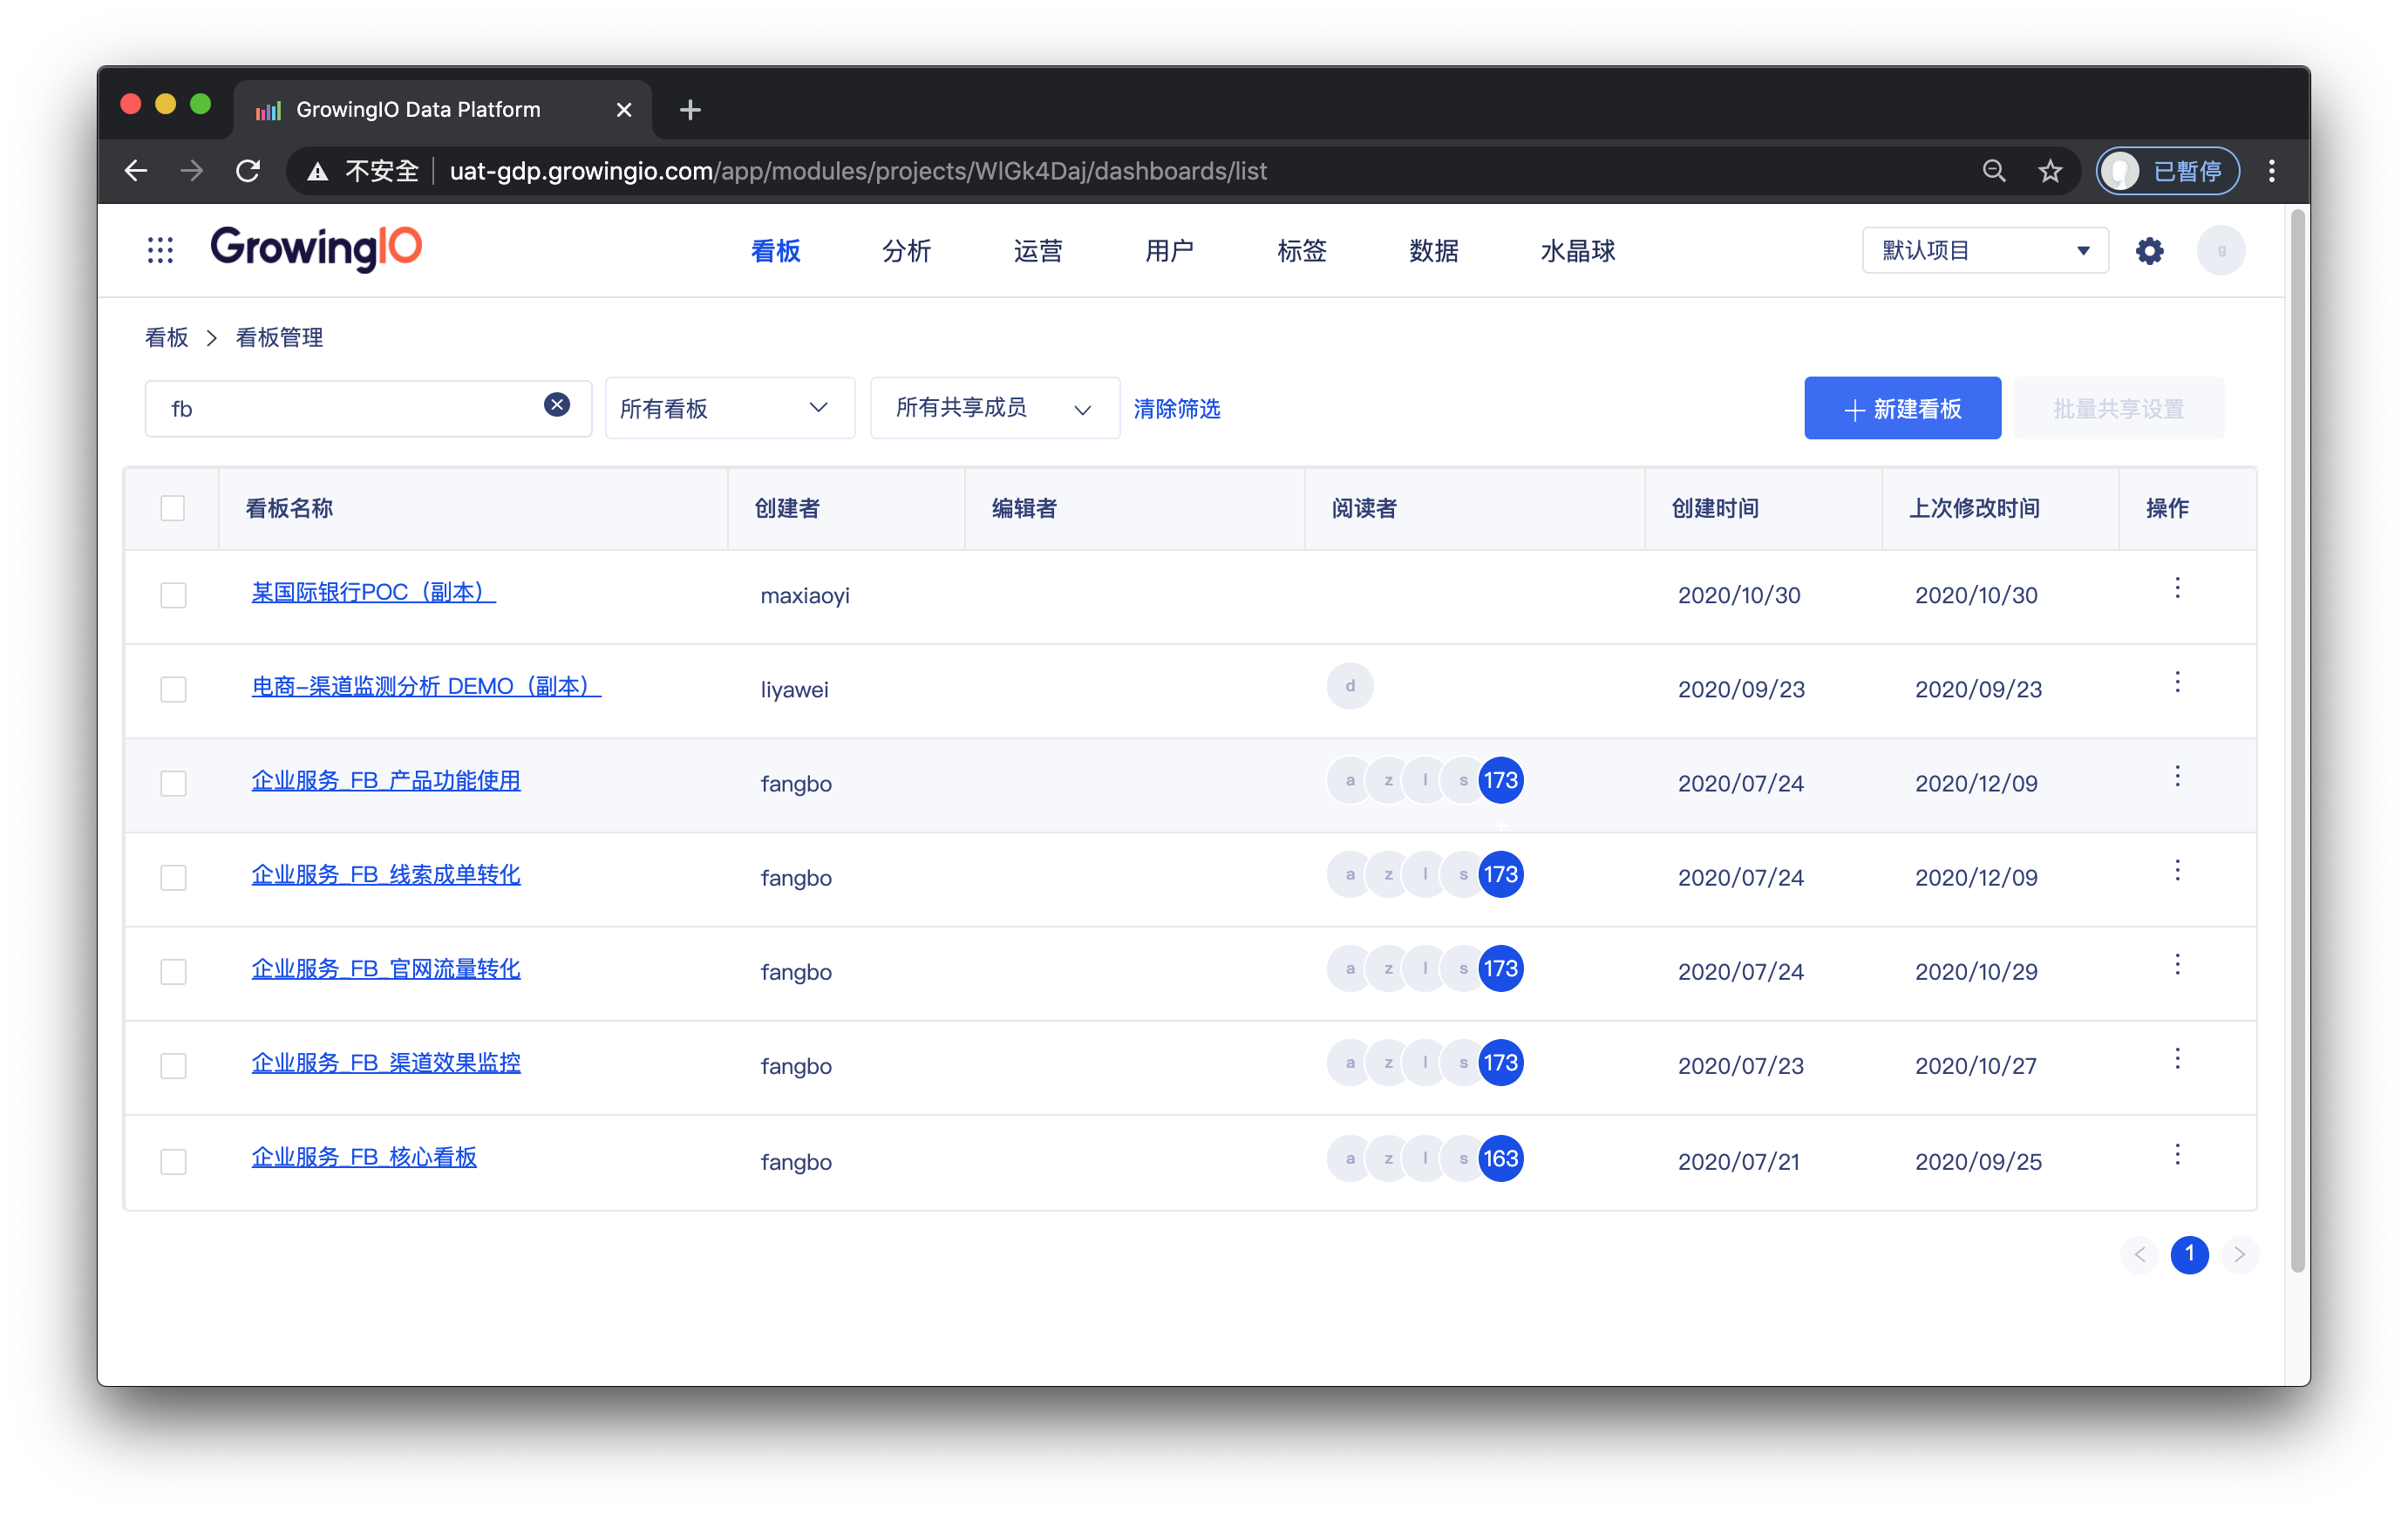 GrowingIO Data Platform
不安全 uat-gdp.growingio.com/app/modules/projects/WlGk4Daj/dashboards/list 已暂停
GrowingIO 看板 分析 运营 用户 标签 数据 水晶球 默认项目 g
看板 > 看板管理
fb 所有看板 所有共享成员 清除筛选 + 新建看板 批量共享设置
看板名称 创建者 编辑者 阅读者 创建时间 上次修改时间 操作
某国际银行POC（副本） maxiaoyi 2020/10/30 2020/10/30
电商-渠道监测分析 DEMO（副本） liyawei d 2020/09/23 2020/09/23
企业服务_FB_产品功能使用 fangbo a z l s 173 2020/07/24 2020/12/09
企业服务_FB_线索成单转化 fangbo a z l s 173 2020/07/24 2020/12/09
企业服务_FB_官网流量转化 fangbo a z l s 173 2020/07/24 2020/10/29
企业服务_FB_渠道效果监控 fangbo a z l s 173 2020/07/23 2020/10/27
企业服务_FB_核心看板 fangbo a z l s 163 2020/07/21 2020/09/25
< 1 >